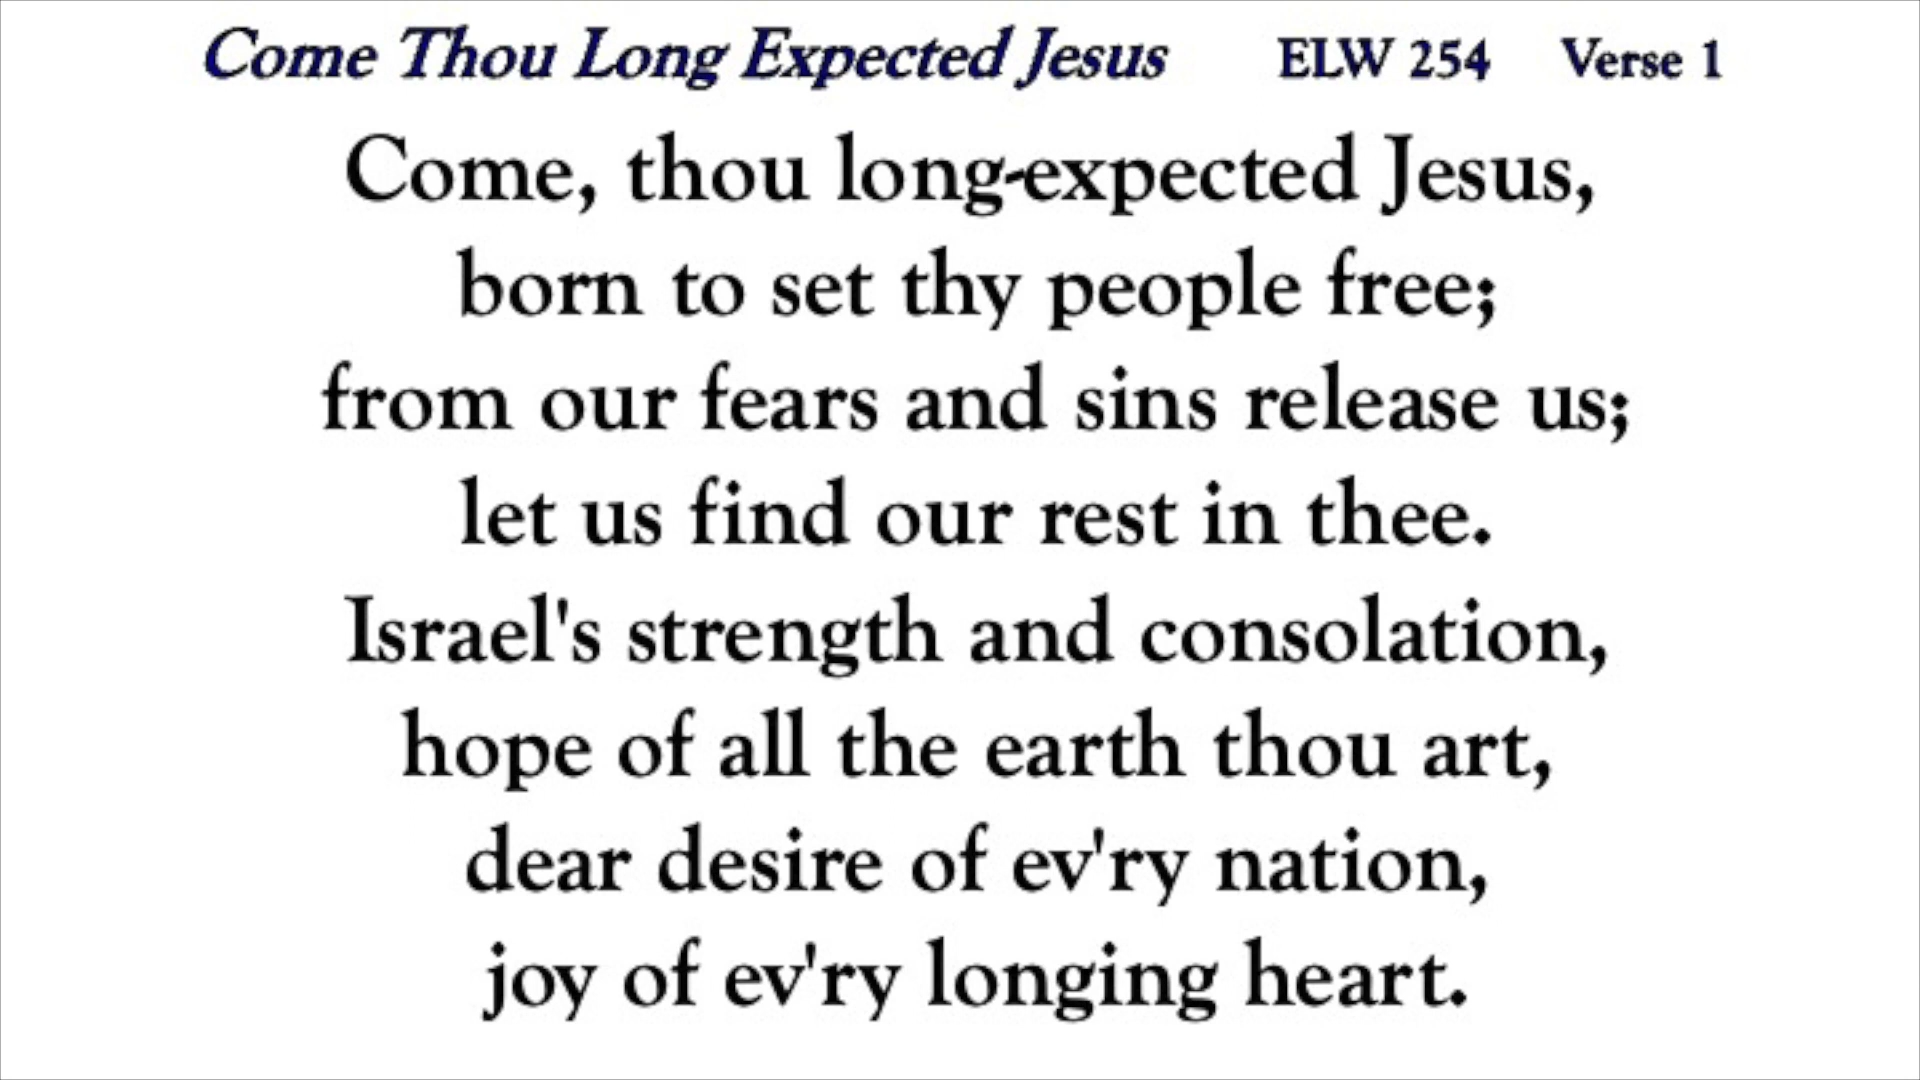 Come Thou Long Expected Jesus ELW 254 Verse 1
Come, thou long-expected Jesus,
born to set thy people free;
from our fears and sins release us;
let us find our rest in thee.
Israel's strength and consolation,
hope of all the earth thou art,
dear desire of ev'ry nation,
joy of ev'ry longing heart.